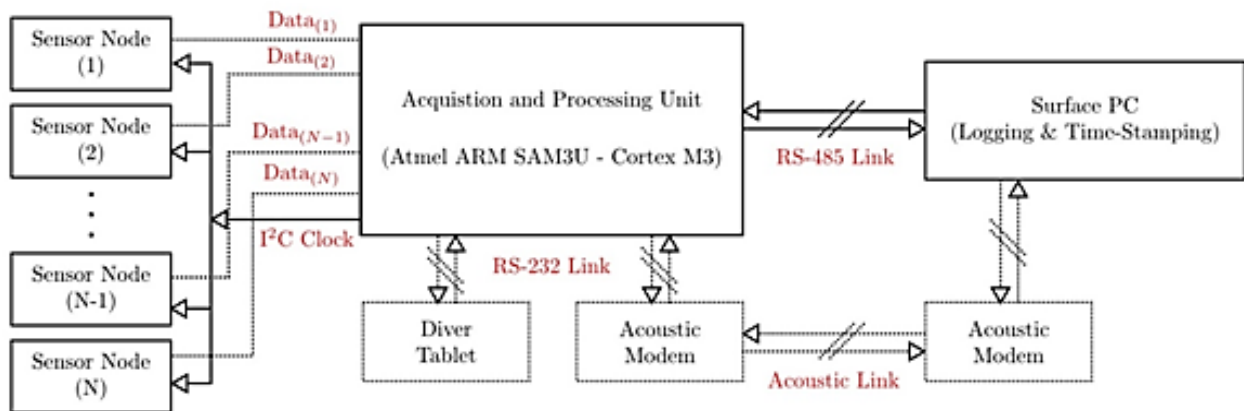 Sensor Node
(1)
Data(1)
Sensor Node
(2)
Data(2)
Data(N−1)
Data(N)
I²C Clock
Sensor Node
(N-1)
Sensor Node
(N)
Acquistion and Processing Unit
(Atmel ARM SAM3U - Cortex M3)
RS-485 Link
Surface PC
(Logging & Time-Stamping)
RS-232 Link
Diver
Tablet
Acoustic
Modem
Acoustic Link
Acoustic
Modem